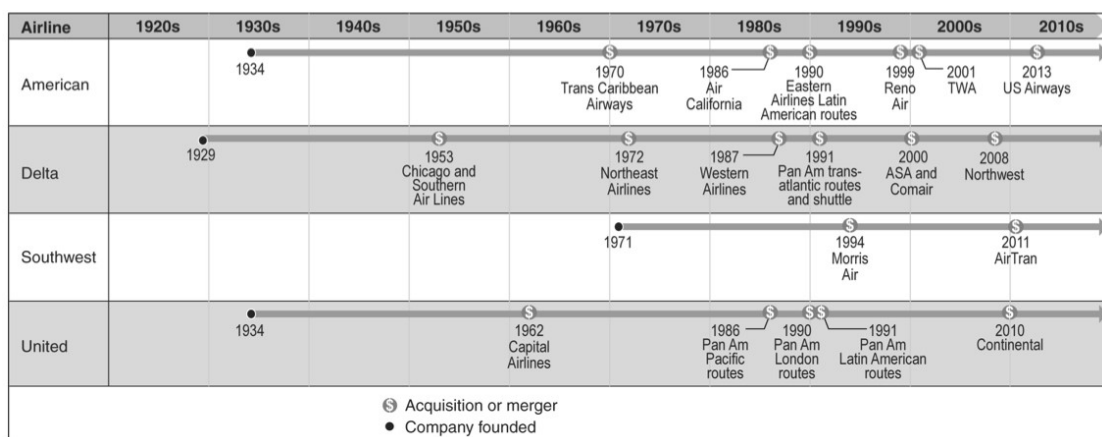 Airline 1920s 1930s 1940s 1950s 1960s 1970s 1980s 1990s 2000s 2010s
American
1934
1970
Trans Caribbean
Airways
1986
Air
California
1990
Eastern
Airlines Latin
American routes
1999
Reno
Air
2001
TWA
2013
US Airways
Delta
1929
1953
Chicago and
Southern
Air Lines
1972
Northeast
Airlines
1987
Western
Airlines
1991
Pan Am trans-
atlantic routes
and shuttle
2000
ASA and
Comair
2008
Northwest
Southwest
1971
1994
Morris
Air
2011
AirTran
United
1934
1962
Capital
Airlines
1986
Pan Am
Pacific
routes
1990
Pan Am
London
routes
1991
Pan Am
Latin American
routes
2010
Continental
$ Acquisition or merger
Company founded